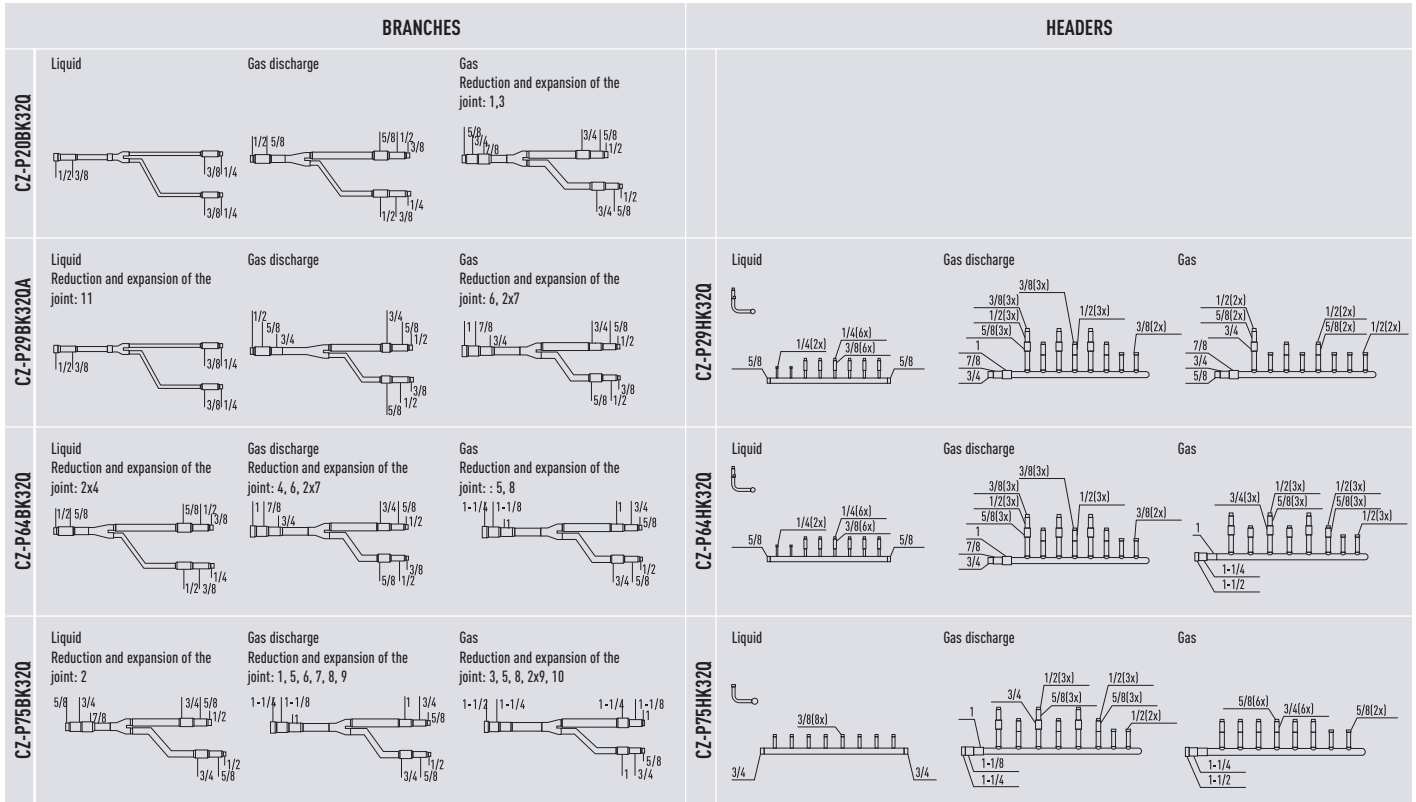 BRANCHES
HEADERS
CZ-P20BK32Q
Liquid
1/2 3/8
3/8 1/4
3/8 1/4
Gas discharge
1/2 5/8
5/8 1/2
3/8
1/4
1/2 3/8
Gas
Reduction and expansion of the
joint: 1,3
5/8
3/4
7/8
3/4 5/8
1/2
1/2
3/4 5/8
CZ-P29BK32QA
Liquid
Reduction and expansion of the
joint: 11
1/2 3/8
3/8 1/4
3/8 1/4
Gas discharge
1/2
5/8
3/4
3/4
5/8
1/2
3/8
1/2
5/8
Gas
Reduction and expansion of the
joint: 6, 2x7
1 7/8
3/4
3/4 5/8
1/2
3/8
5/8 1/2
CZ-P29HK32Q
Liquid
1/4(6x)
1/4(2x)
3/8(6x)
5/8
5/8
Gas discharge
3/8(3x)
3/8(3x)
1/2(3x)
1/2(3x)
5/8(3x)
3/8(2x)
1
7/8
3/4
Gas
1/2(2x)
5/8(2x)
3/4
1/2(2x)
5/8(2x)
1/2(2x)
7/8
3/4
5/8
CZ-P64BK32Q
Liquid
Reduction and expansion of the
joint: 2x4
1/2 5/8
5/8 1/2
3/8
1/4
1/2 3/8
Gas discharge
Reduction and expansion of the
joint: 4, 6, 2x7
1 7/8
3/4
3/4 5/8
1/2
3/8
5/8 1/2
Gas
Reduction and expansion of the
joint: : 5, 8
1-1/4 1-1/8
1
1 3/4
5/8
1/2
3/4 5/8
CZ-P64HK32Q
Liquid
1/4(6x)
1/4(2x)
3/8(6x)
5/8
5/8
Gas discharge
3/8(3x)
3/8(3x)
1/2(3x)
1/2(3x)
5/8(3x)
3/8(2x)
1
7/8
3/4
Gas
1/2(3x)
1/2(3x)
3/4(3x)
5/8(3x)
5/8(3x)
1/2(3x)
1
1-1/4
1-1/2
CZ-P75BK32Q
Liquid
Reduction and expansion of the
joint: 2
5/8 3/4
7/8
3/4 5/8
1/2
1/2
3/4 5/8
Gas discharge
Reduction and expansion of the
joint: 1, 5, 6, 7, 8, 9
1-1/4 1-1/8
1
1 3/4
5/8
1/2
3/4 5/8
Gas
Reduction and expansion of the
joint: 3, 5, 8, 2x9, 10
1-1/2 1-1/4
1-1/4 1-1/8
1
5/8
1 3/4
CZ-P75HK32Q
Liquid
3/8(8x)
3/4
3/4
Gas discharge
1/2(3x)
1/2(3x)
3/4
5/8(3x)
5/8(3x)
1/2(2x)
1
1-1/8
1-1/4
Gas
5/8(6x)
3/4(6x)
5/8(2x)
1-1/4
1-1/2